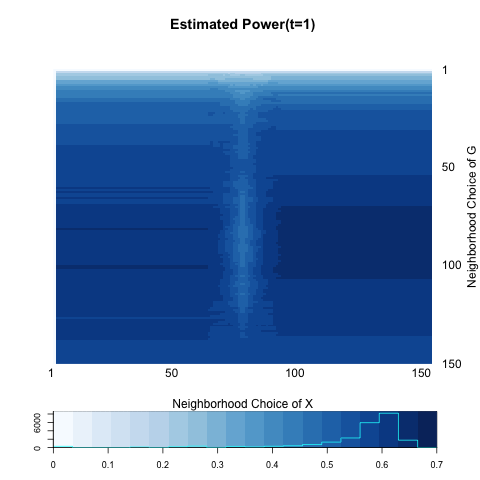 Estimated Power(t=1)
1
50
100
150
Neighborhood Choice of G
1 50 100 150
Neighborhood Choice of X
0 6000
0 0.1 0.2 0.3 0.4 0.5 0.6 0.7